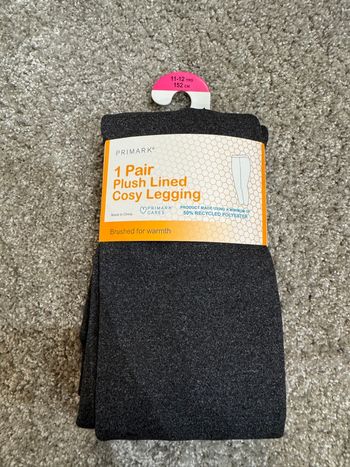 11-12 YRS
152 CM
PRIMARK®
1 Pair
Plush Lined
Cosy Legging
Made in China
PRIMARK CARES
PRODUCT MADE USING A MINIMUM OF
50% RECYCLED POLYESTER
Brushed for warmth